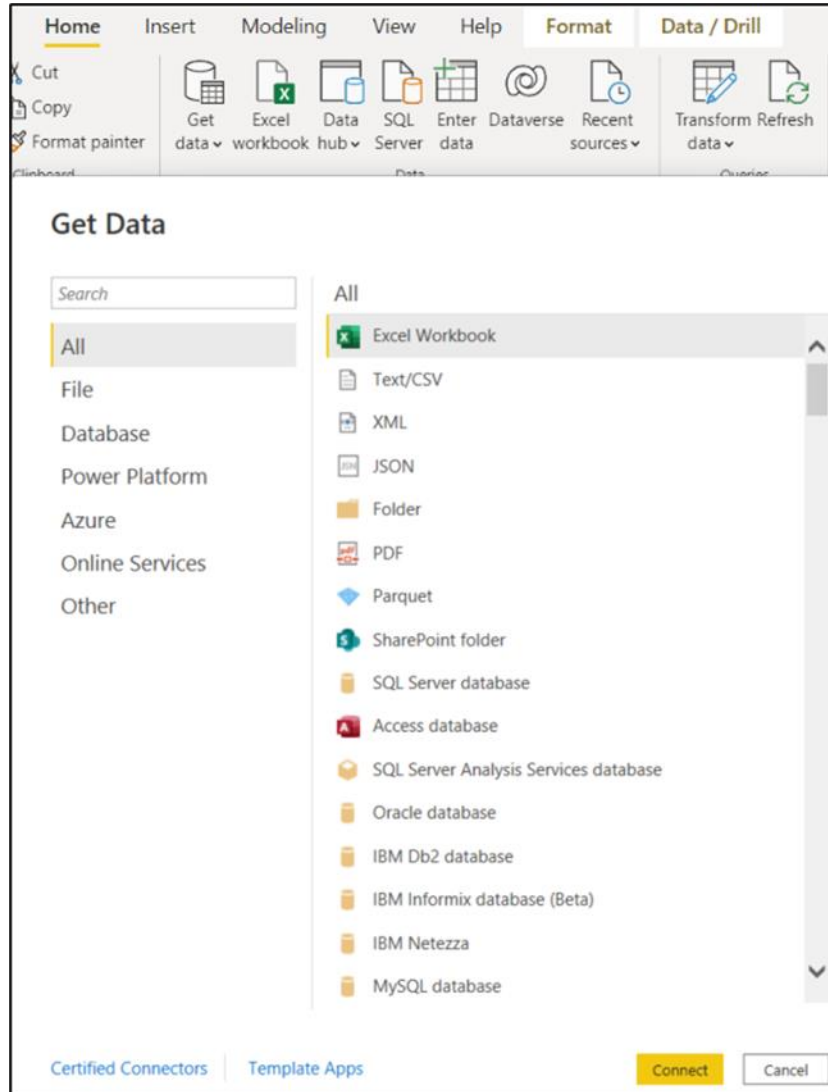 Home Insert Modeling View Help Format Data / Drill
Cut
Copy
Format painter
Get data
Excel workbook
Data hub
SQL Server
Enter data
Dataverse
Recent sources
Transform data
Refresh
Clipboard
Data
Queries
Get Data
Search
All
File
Database
Power Platform
Azure
Online Services
Other
All
Excel Workbook
Text/CSV
XML
JSON
Folder
PDF
Parquet
SharePoint folder
SQL Server database
Access database
SQL Server Analysis Services database
Oracle database
IBM Db2 database
IBM Informix database (Beta)
IBM Netezza
MySQL database
Certified Connectors
Template Apps
Connect
Cancel